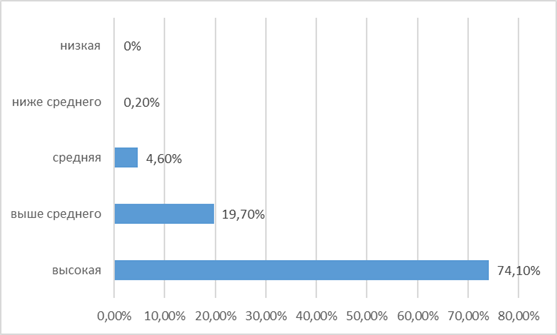 низкая 0%
ниже среднего 0,20%
средняя 4,60%
выше среднего 19,70%
высокая 74,10%
0,00% 10,00% 20,00% 30,00% 40,00% 50,00% 60,00% 70,00% 80,00%